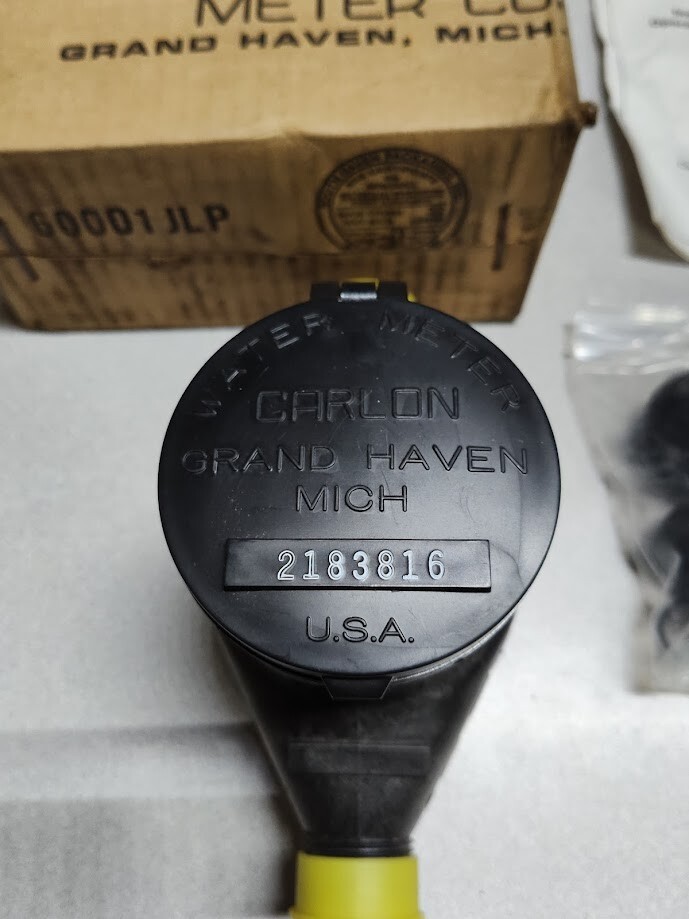 METER CO.
GRAND HAVEN, MICH.
60001 JLP
WATER METER
CARLON
GRAND HAVEN
MICH
2183816
U.S.A.